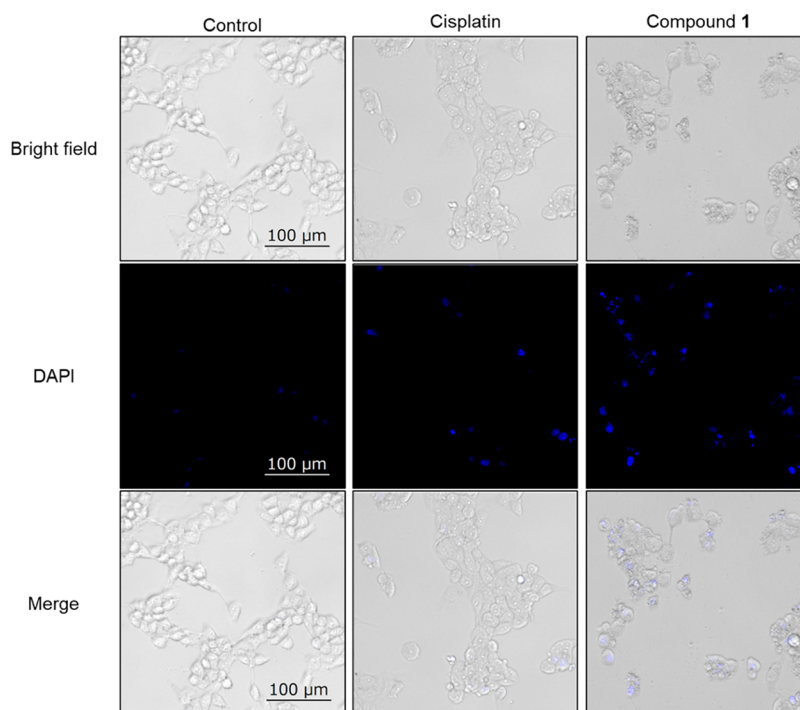 Control
Cisplatin
Compound 1
Bright field
100 µm
DAPI
100 µm
Merge
100 µm